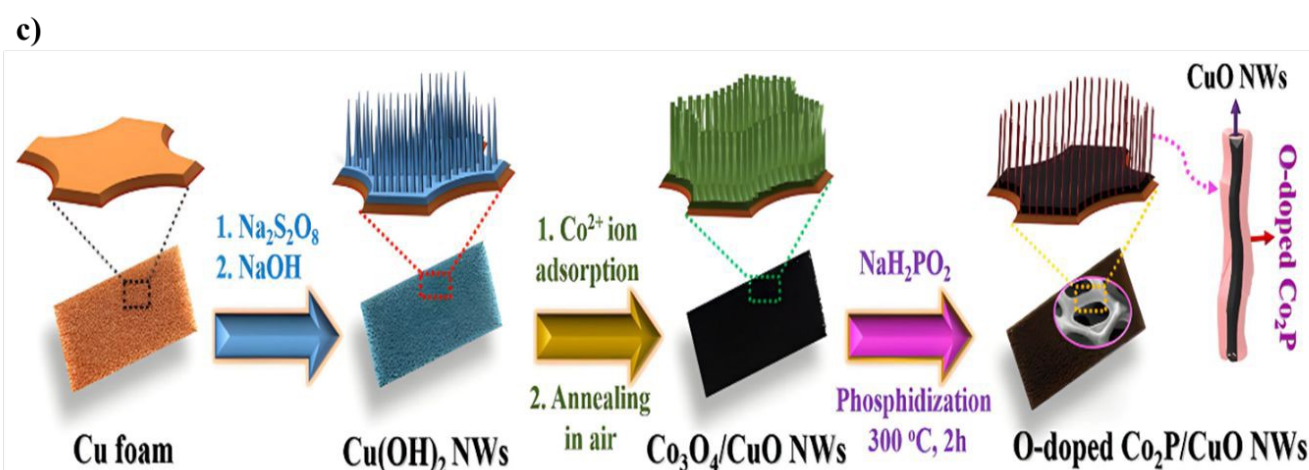 c)
CuO NWs
O-doped Co₂P
1. Na₂S₂O₈
2. NaOH
1. Co²⁺ ion
adsorption
2. Annealing
in air
NaH₂PO₂
Phosphidization
300 °C, 2h
Cu foam
Cu(OH)₂ NWs
Co₃O₄/CuO NWs
O-doped Co₂P/CuO NWs